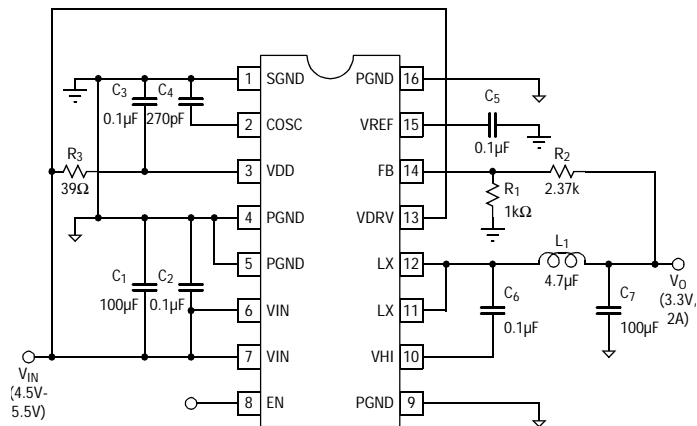 1 SGND PGND 16
C3 C4 C5
0.1µF 270pF
2 COSC VREF 15
0.1µF
R3 R2
39Ω 3 VDD FB 14 2.37k
R1
1kΩ
4 PGND VDRV 13
L1
5 PGND LX 12
4.7µF
C1 C2 C6 C7
100µF 0.1µF 0.1µF 100µF
VO
(3.3V,
2A)
6 VIN LX 11
7 VIN VHI 10
VIN
(4.5V-
5.5V)
8 EN PGND 9